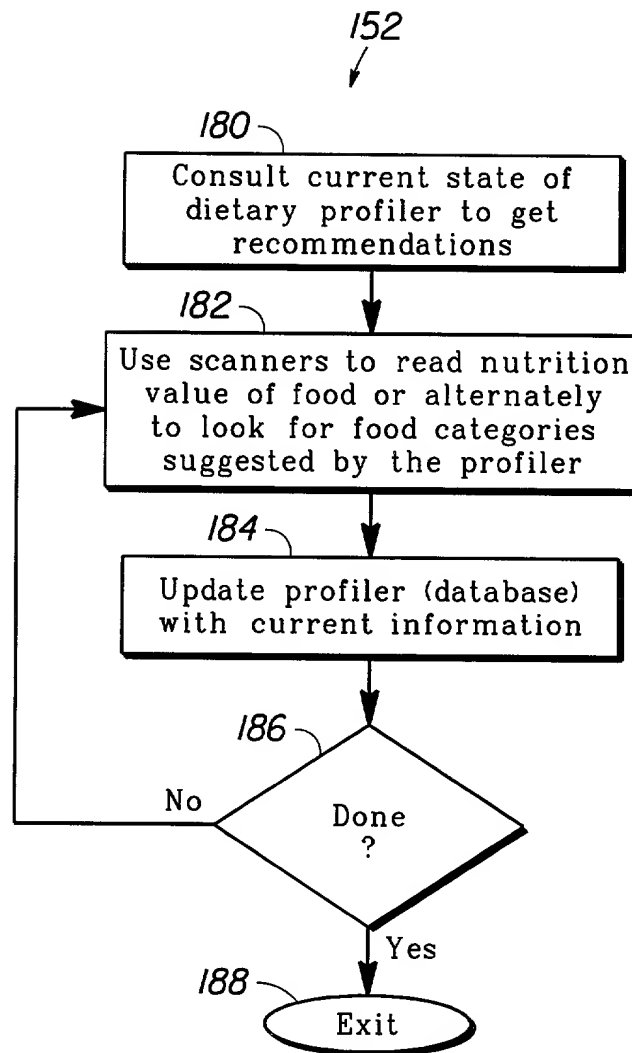 152
180
Consult current state of
dietary profiler to get
recommendations
182
Use scanners to read nutrition
value of food or alternately
to look for food categories
suggested by the profiler
184
Update profiler (database)
with current information
186
No
Done
?
Yes
188
Exit